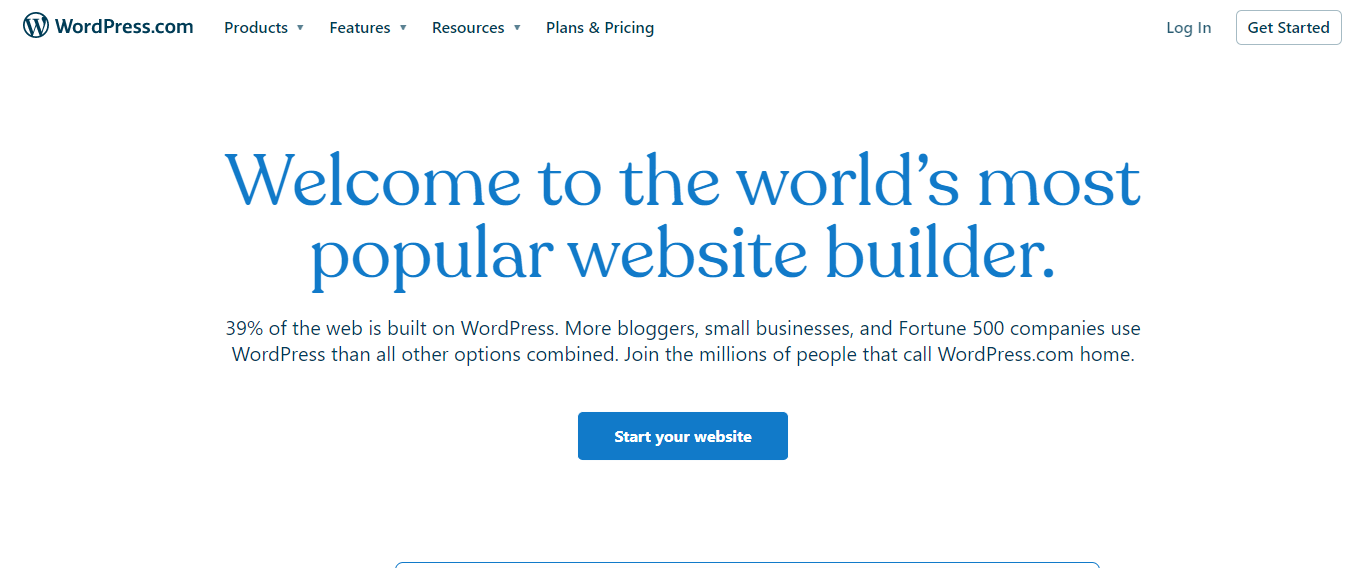 WordPress.com Products Features Resources Plans & Pricing Log In Get Started
Welcome to the world’s most
popular website builder.
39% of the web is built on WordPress. More bloggers, small businesses, and Fortune 500 companies use
WordPress than all other options combined. Join the millions of people that call WordPress.com home.
Start your website